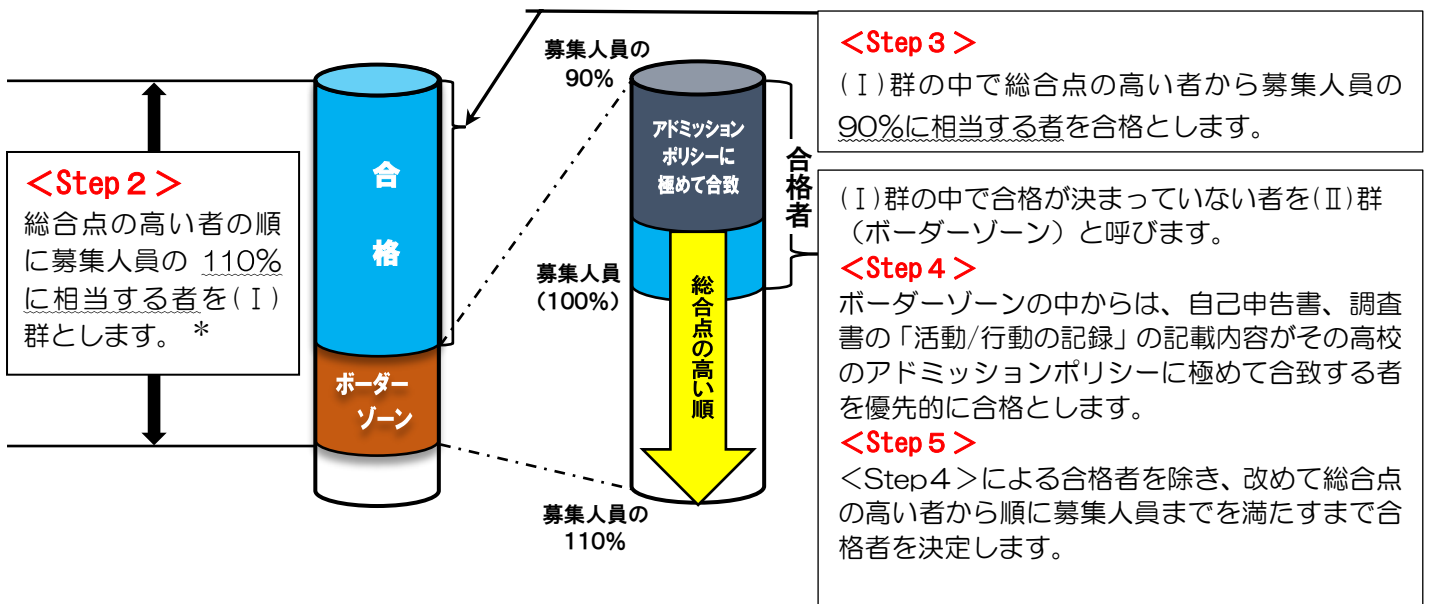 ＜Step２＞
総合点の高い者の順
に募集人員の 110%
に相当する者を(Ⅰ)
群とします。 *
合
格
ボーダー
ゾーン
募集人員の
90%
募集人員
(100%)
募集人員の
110%
アドミッション
ポリシーに
極めて合致
総合点の高い順
合格者
＜Step３＞
(Ⅰ)群の中で総合点の高い者から募集人員の
90%に相当する者を合格とします。
(Ⅰ)群の中で合格が決まっていない者を(Ⅱ)群
（ボーダーゾーン）と呼びます。
＜Step４＞
ボーダーゾーンの中からは、自己申告書、調査
書の「活動/行動の記録」の記載内容がその高校
のアドミッションポリシーに極めて合致する者
を優先的に合格とします。
＜Step５＞
＜Step４＞による合格者を除き、改めて総合点
の高い者から順に募集人員までを満たすまで合
格者を決定します。